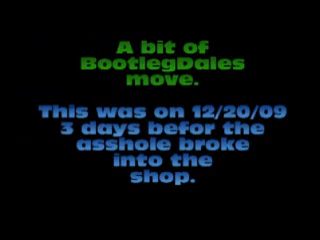 A bit of
BootlegDales
move.
This was on 12/20/09
3 days befor the
asshole broke
into the
shop.